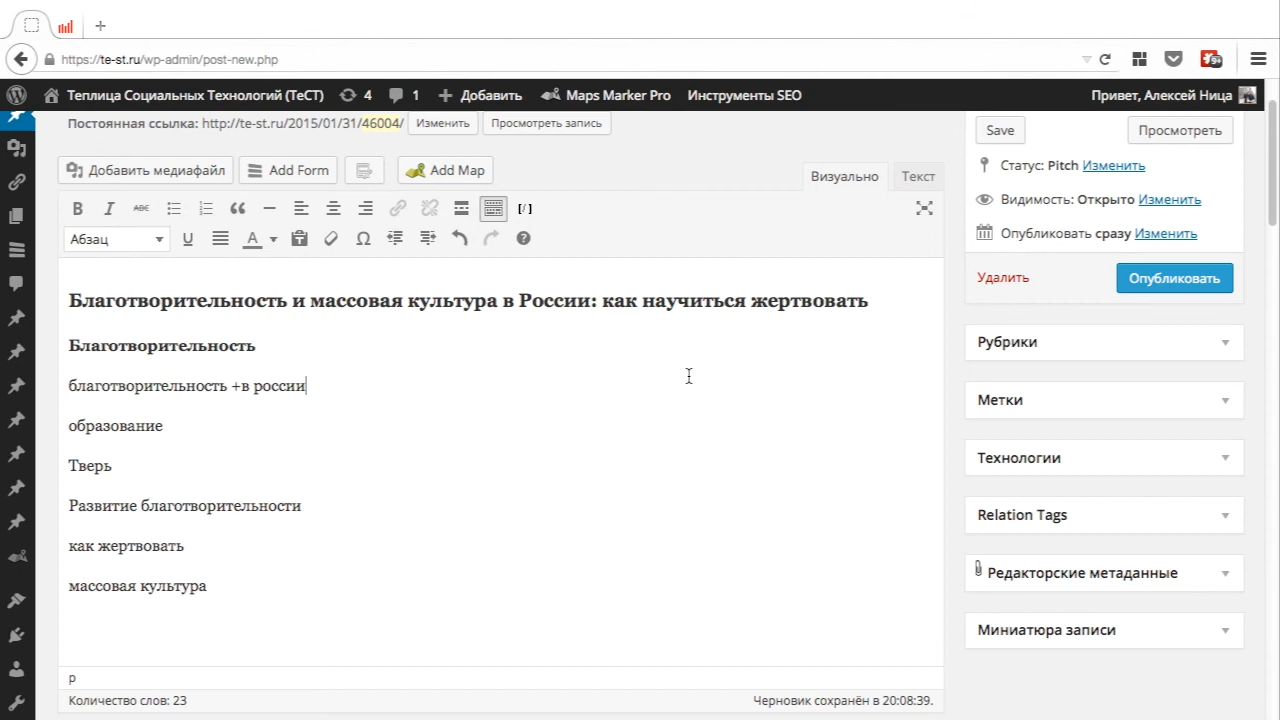 https://te-st.ru/wp-admin/post-new.php
9+
Теплица Социальных Технологий (ТеСТ) 4 1 Добавить Maps Marker Pro Инструменты SEO Привет, Алексей Ница
Постоянная ссылка: http://te-st.ru/2015/01/31/46004/ Изменить Просмотреть запись
Save Просмотреть
Добавить медиафайл Add Form Add Map Визуально Текст
Статус: Pitch Изменить
Видимость: Открыто Изменить
B I ABC [/]
Абзац U A Ω ?
Опубликовать сразу Изменить
Удалить Опубликовать
Благотворительность и массовая культура в России: как научиться жертвовать
Благотворительность
благотворительность +в россии
образование
Тверь
Развитие благотворительности
как жертвовать
массовая культура
Рубрики
Метки
Технологии
Relation Tags
Редакторские метаданные
Миниатюра записи
p
Количество слов: 23 Черновик сохранён в 20:08:39.